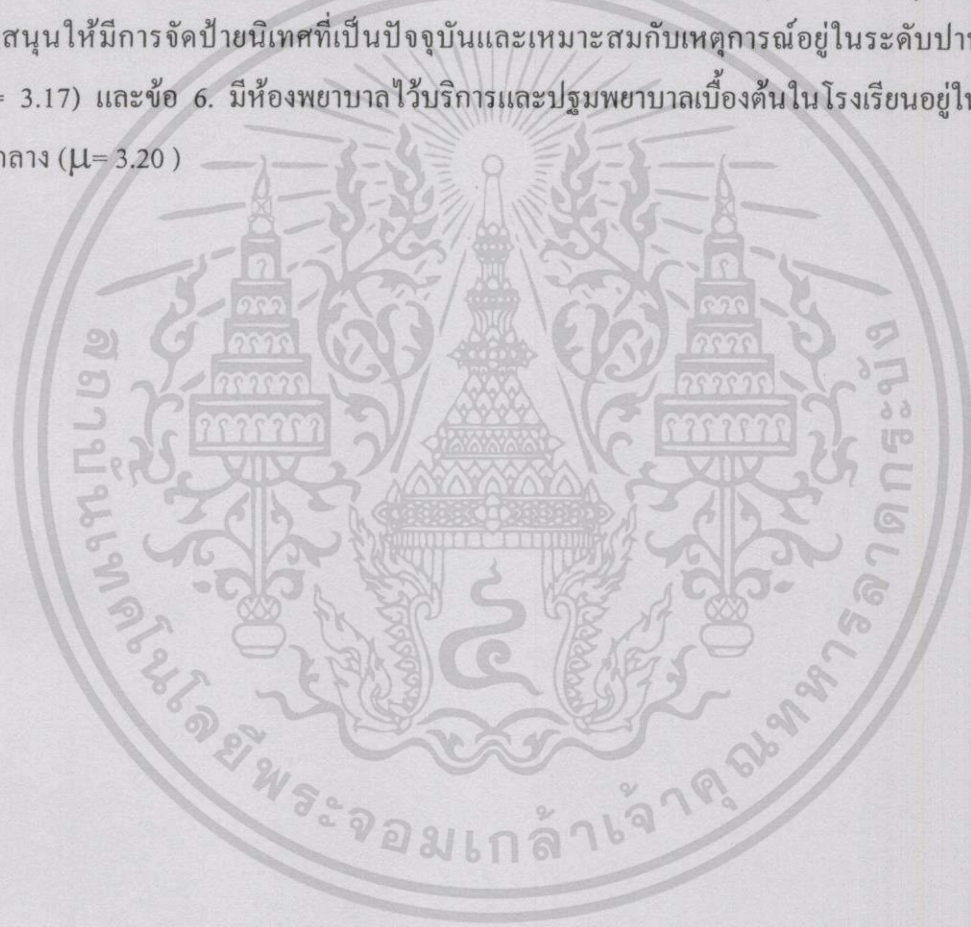 สนุนให้มีการจัดป้ายนิเทศที่เป็นปัจจุบันและเหมาะสมกับเหตุการณ์อยู่ในระดับปาน
= 3.17) และข้อ 6. มีห้องพยาบาลไว้บริการและปฐมพยาบาลเบื้องต้นในโรงเรียนอยู่ใน
กลาง (μ= 3.20 )
สถาบันเทคโนโลยีพระจอมเกล้าเจ้าคุณทหารลาดกระบัง
๔